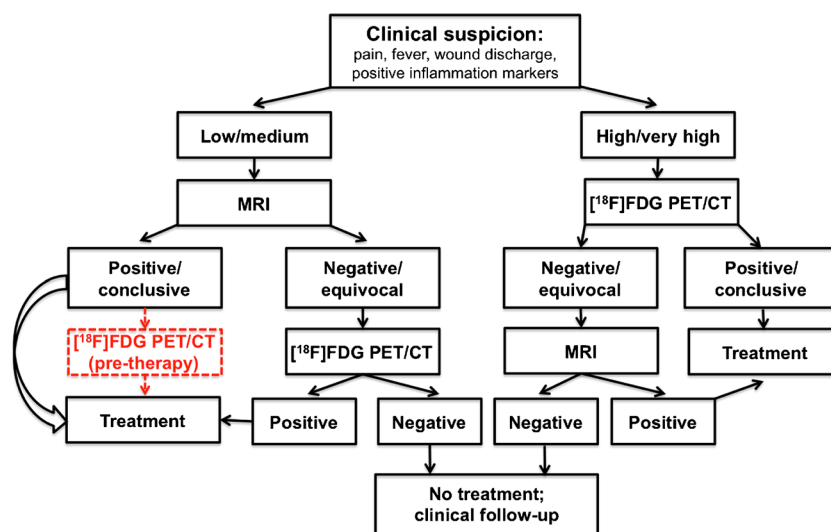 Clinical suspicion:
pain, fever, wound discharge,
positive inflammation markers
Low/medium
High/very high
MRI
[¹⁸F]FDG PET/CT
Positive/
conclusive
Negative/
equivocal
Negative/
equivocal
Positive/
conclusive
[¹⁸F]FDG PET/CT
(pre-therapy)
[¹⁸F]FDG PET/CT
MRI
Treatment
Treatment
Positive
Negative
Negative
Positive
No treatment;
clinical follow-up